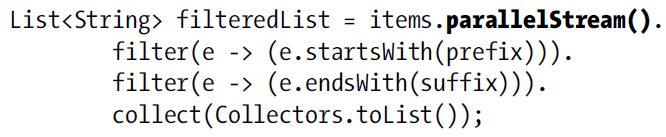 List<String> filteredList = items.parallelStream().
filter(e -> (e.startsWith(prefix))).
filter(e -> (e.endsWith(suffix))).
collect(Collectors.toList());